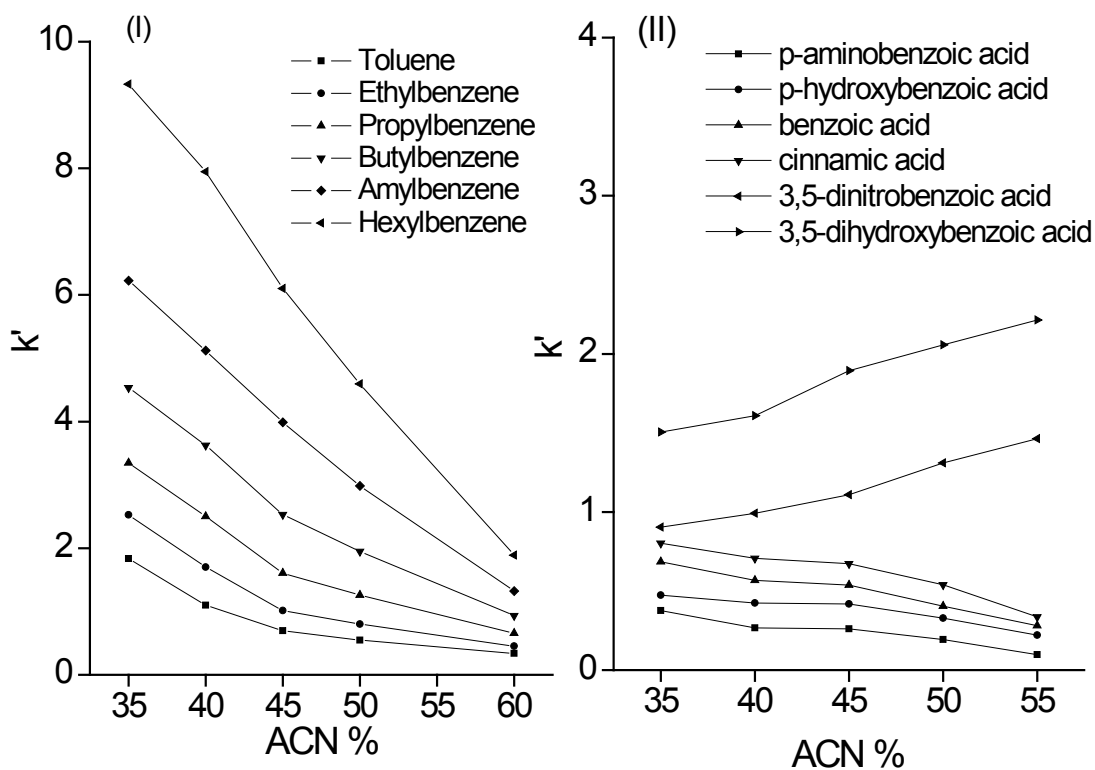 (I)
10
8
6
4
2
0
k'
Toluene
Ethylbenzene
Propylbenzene
Butylbenzene
Amylbenzene
Hexylbenzene
35 40 45 50 55 60
ACN %
(II)
4
3
2
1
0
k'
p-aminobenzoic acid
p-hydroxybenzoic acid
benzoic acid
cinnamic acid
3,5-dinitrobenzoic acid
3,5-dihydroxybenzoic acid
35 40 45 50 55
ACN %